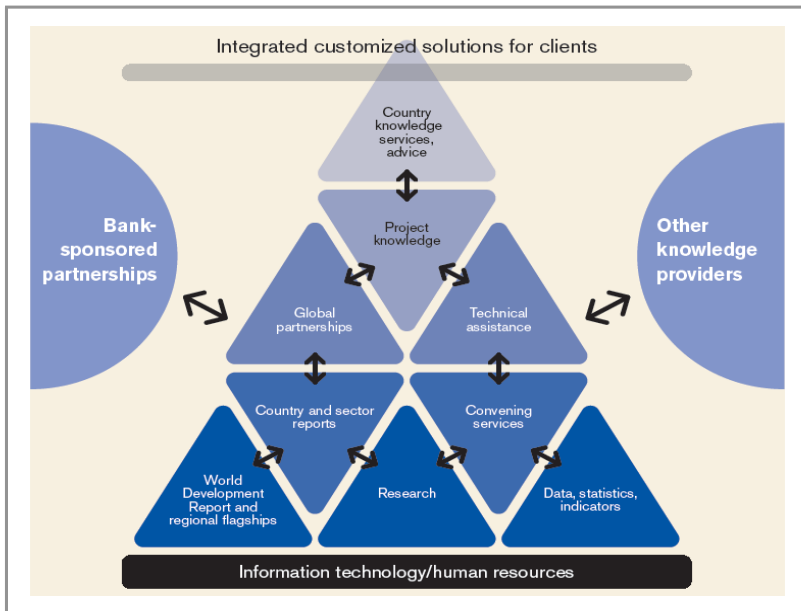 Integrated customized solutions for clients
Country
knowledge
services,
advice
Bank-
sponsored
partnerships
Project
knowledge
Other
knowledge
providers
Global
partnerships
Technical
assistance
Country and sector
reports
Convening
services
World
Development
Report and
regional flagships
Research
Data, statistics,
indicators
Information technology/human resources